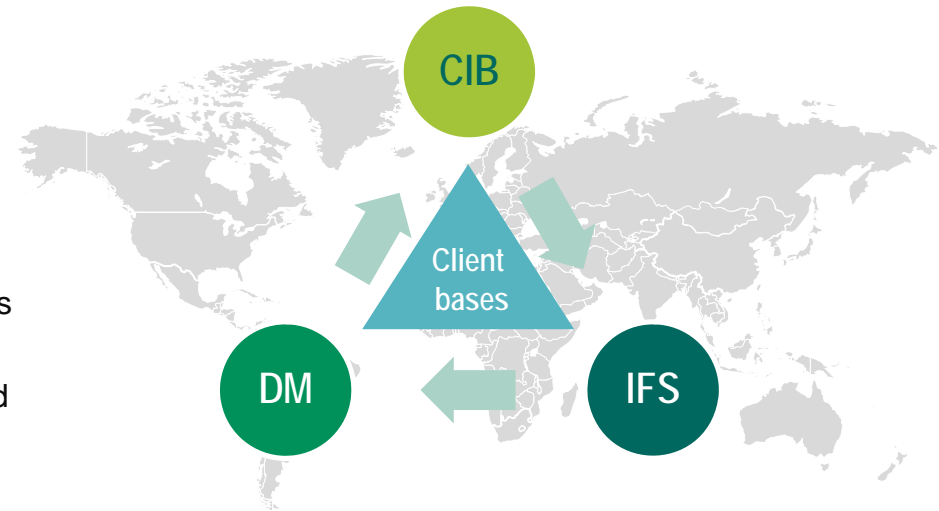 CIB
Client
bases
s
d
DM
IFS